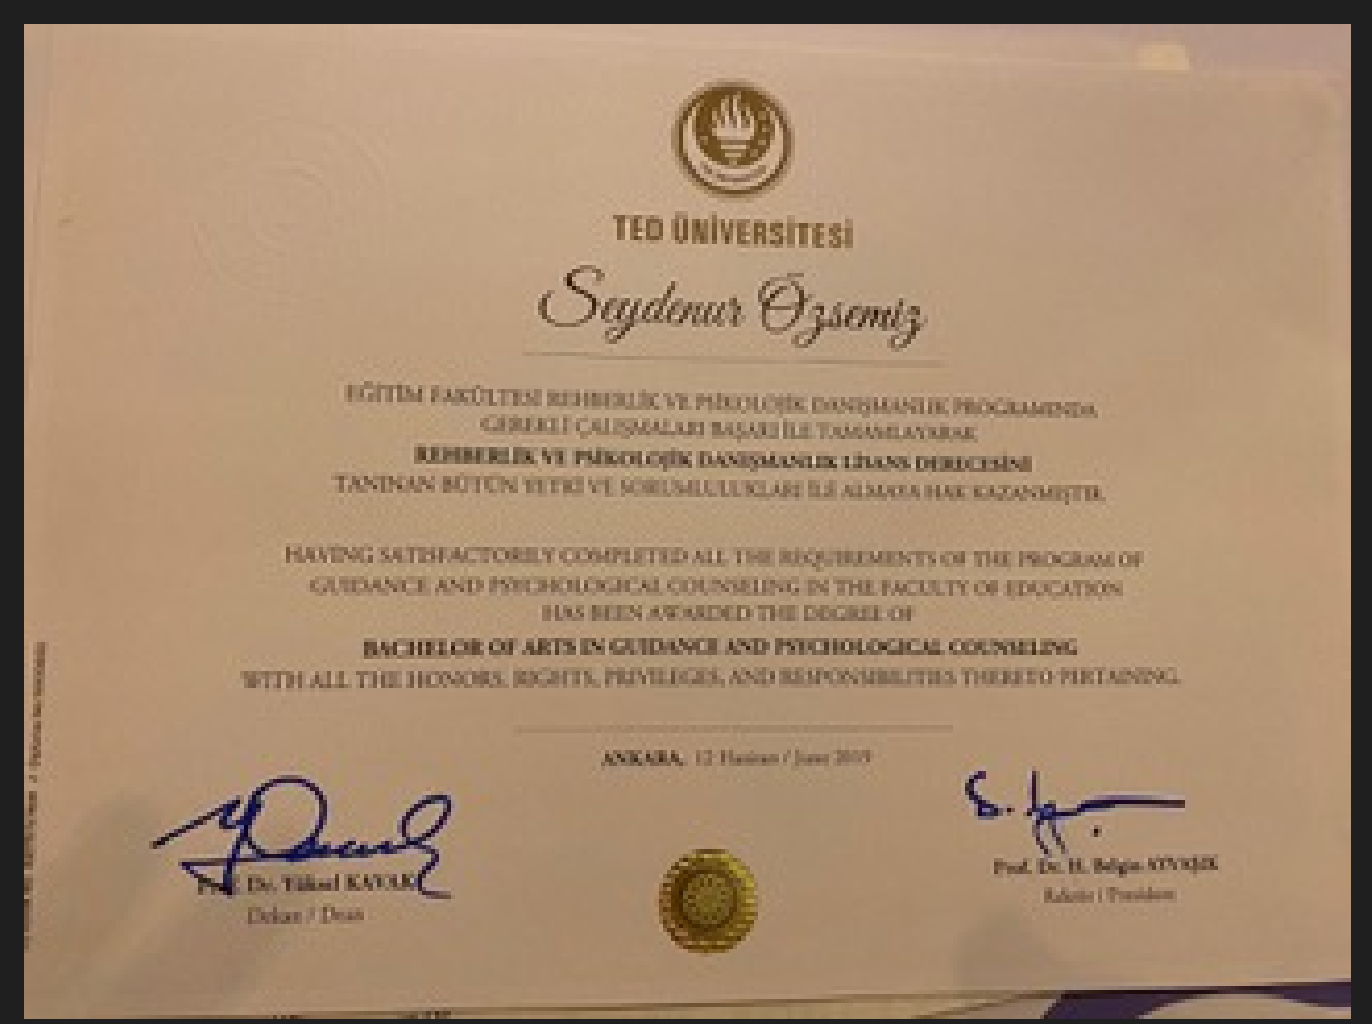 TED ÜNİVERSİTESİ
Seydenur Özsemiz
EĞİTİM FAKÜLTESİ REHBERLİK VE PSİKOLOJİK DANIŞMANLIK PROGRAMINDA
GEREKLİ ÇALIŞMALARI BAŞARI İLE TAMAMLAYARAK
REHBERLİK VE PSİKOLOJİK DANIŞMANLIK LİSANS DERECESİNİ
TANINAN BÜTÜN YETKİ VE SORUMLULUKLARI İLE ALMAYA HAK KAZANMIŞTIR.
HAVING SATISFACTORILY COMPLETED ALL THE REQUIREMENTS OF THE PROGRAM OF
GUIDANCE AND PSYCHOLOGICAL COUNSELING IN THE FACULTY OF EDUCATION
HAS BEEN AWARDED THE DEGREE OF
BACHELOR OF ARTS IN GUIDANCE AND PSYCHOLOGICAL COUNSELING
WITH ALL THE HONORS, RIGHTS, PRIVILEGES, AND RESPONSIBILITIES THERETO PERTAINING.
ANKARA, 12 Haziran / June 2019
Prof. Dr. Yüksel KAVAK
Dekan / Dean
Prof. Dr. H. Belgin AYVAŞIK
Rektör / President